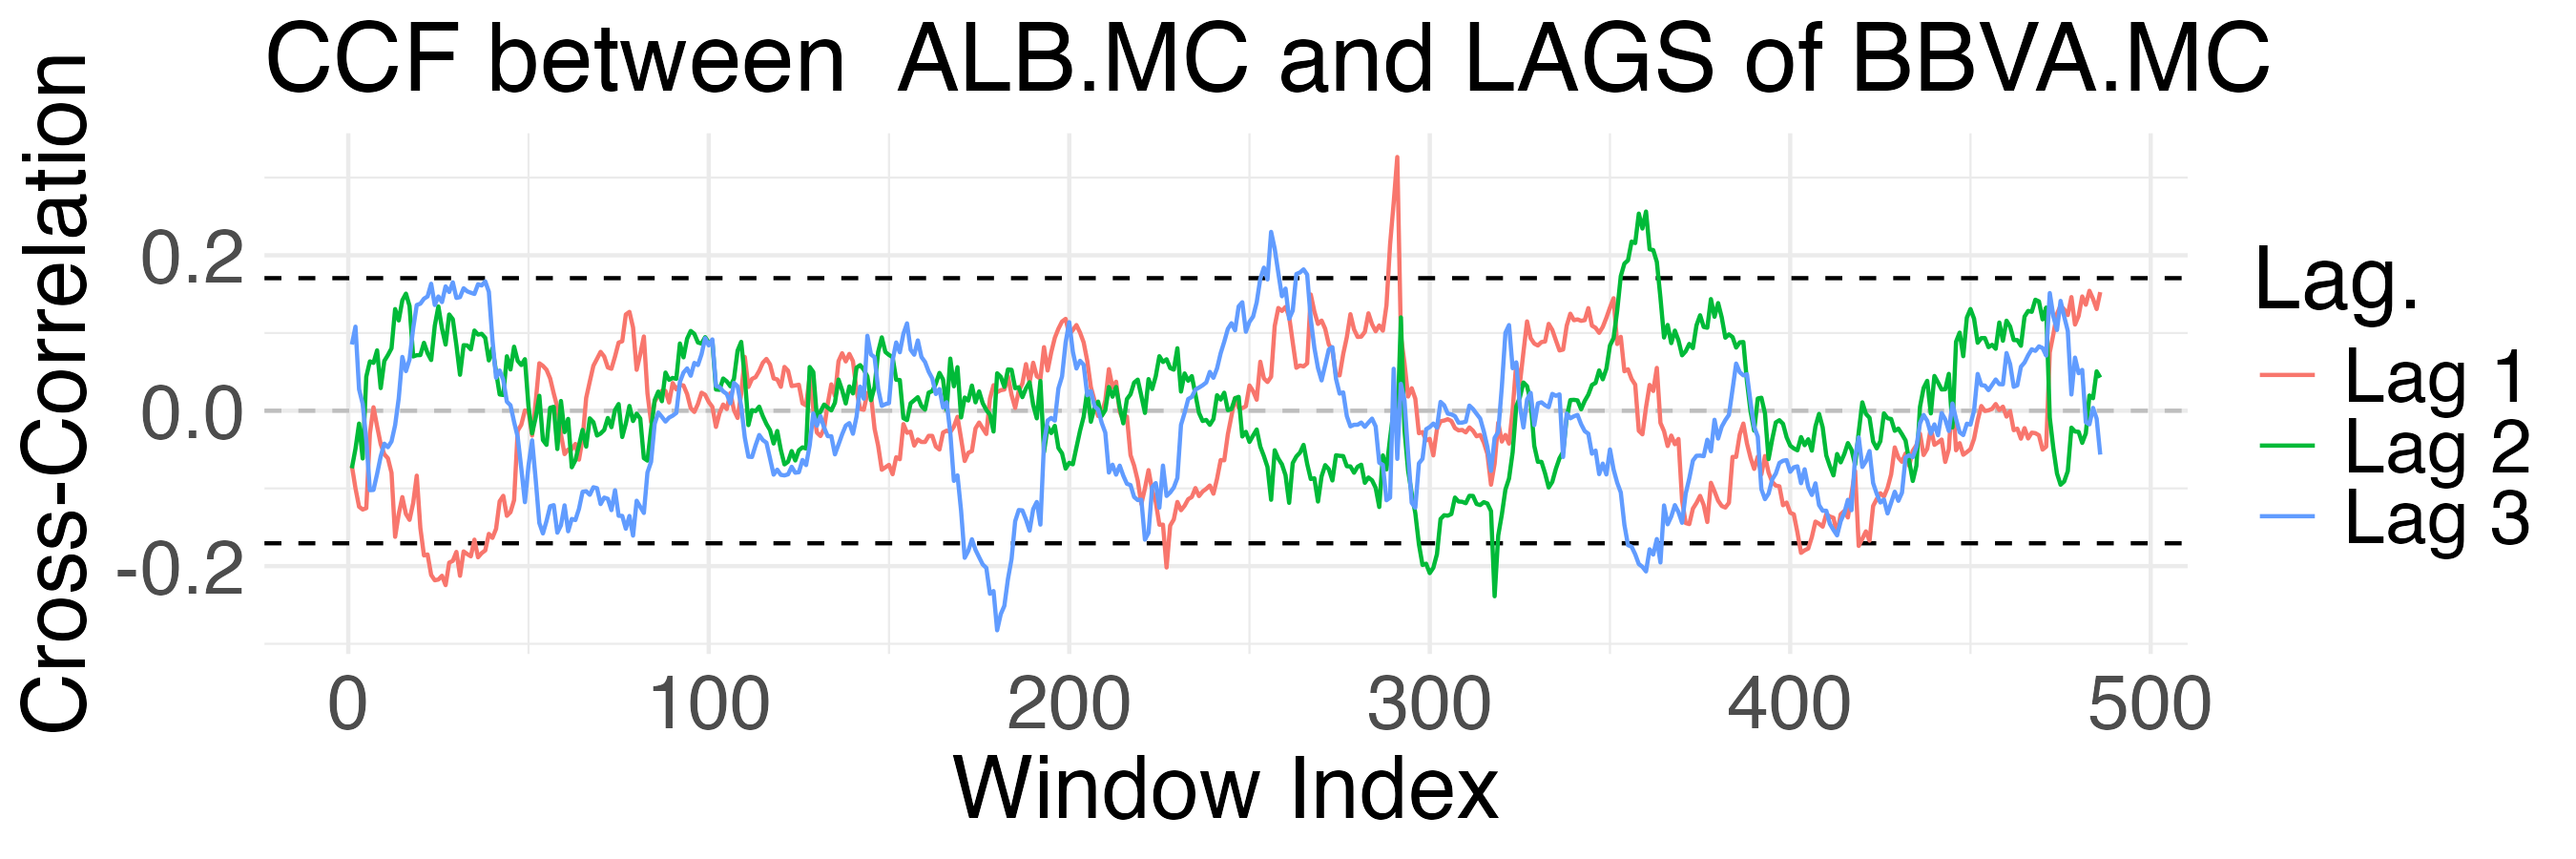 CCF between  ALB.MC and LAGS of BBVA.MC
Cross-Correlation
0.2
0.0
-0.2
0 100 200 300 400 500
Window Index
Lag.
Lag 1
Lag 2
Lag 3